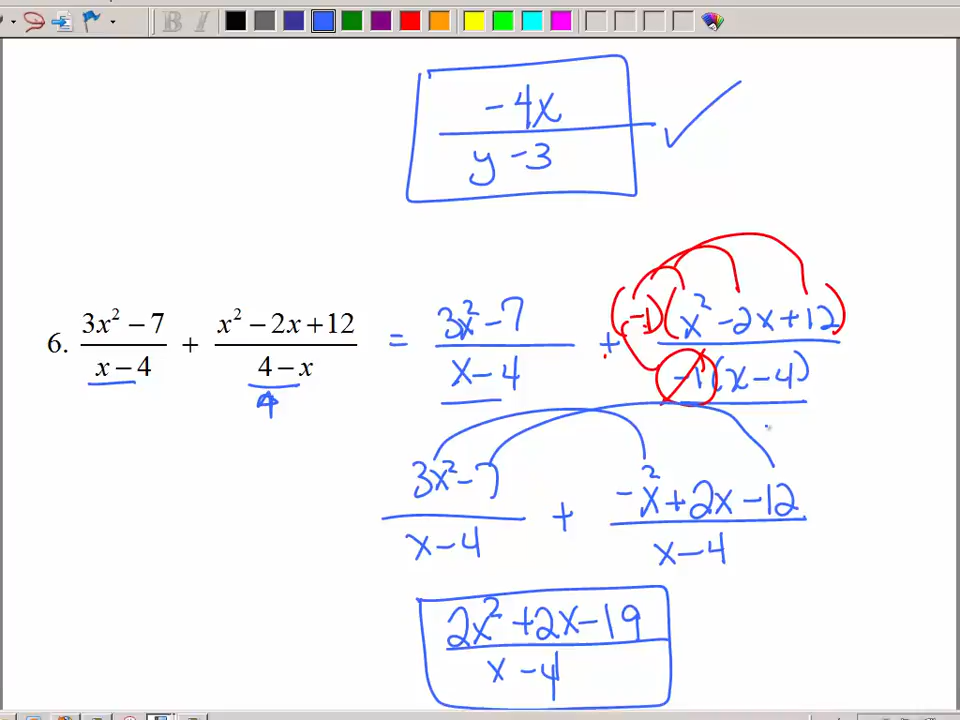 B I
-4x
y -3
6. 3x² - 7 / x - 4 + x² - 2x + 12 / 4 - x = 3x² - 7 / x - 4 + (-1)(x² - 2x + 12) / -1(x - 4)
4
3x² - 7 / x - 4 + -x² + 2x - 12 / x - 4
2x² + 2x - 19
x - 4